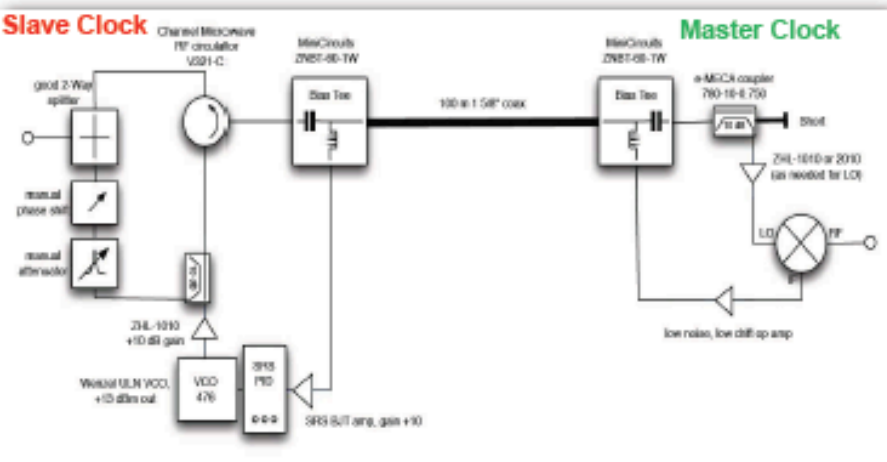 Slave Clock
Channel Microwave
RF circulator
V321-C
MiniCircuits
ZNBT-60-1W
MiniCircuits
ZNBT-60-1W
Master Clock
good 2-Way
splitter
Bias Tee
100 m 1 5/8" coax
Bias Tee
e-MECA coupler
780-10-0.750
10 dB
Short
ZHL-1010 or 2010
(as needed for LO)
manual
phase shift
LO
RF
manual
attenuator
low noise, low drift op amp
ZHL-1010
+10 dB gain
Wenzel ULN VCO,
+13 dBm out
VCO
476
SRS
PID
SRS BJT amp, gain +10